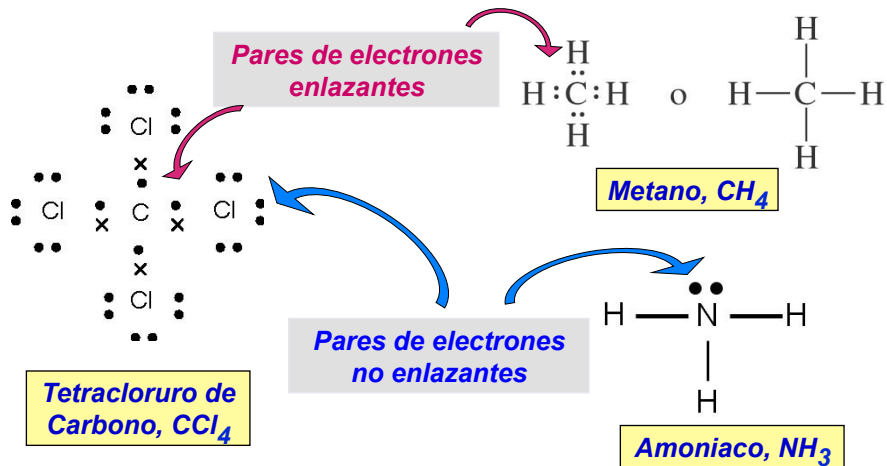 Pares de electrones
enlazantes
H
H:C:H
H
o
H
H—C—H
H
Metano, CH4
Cl
Cl C Cl
Cl
Tetracloruro de
Carbono, CCl4
Pares de electrones
no enlazantes
H — N — H
H
Amoniaco, NH3